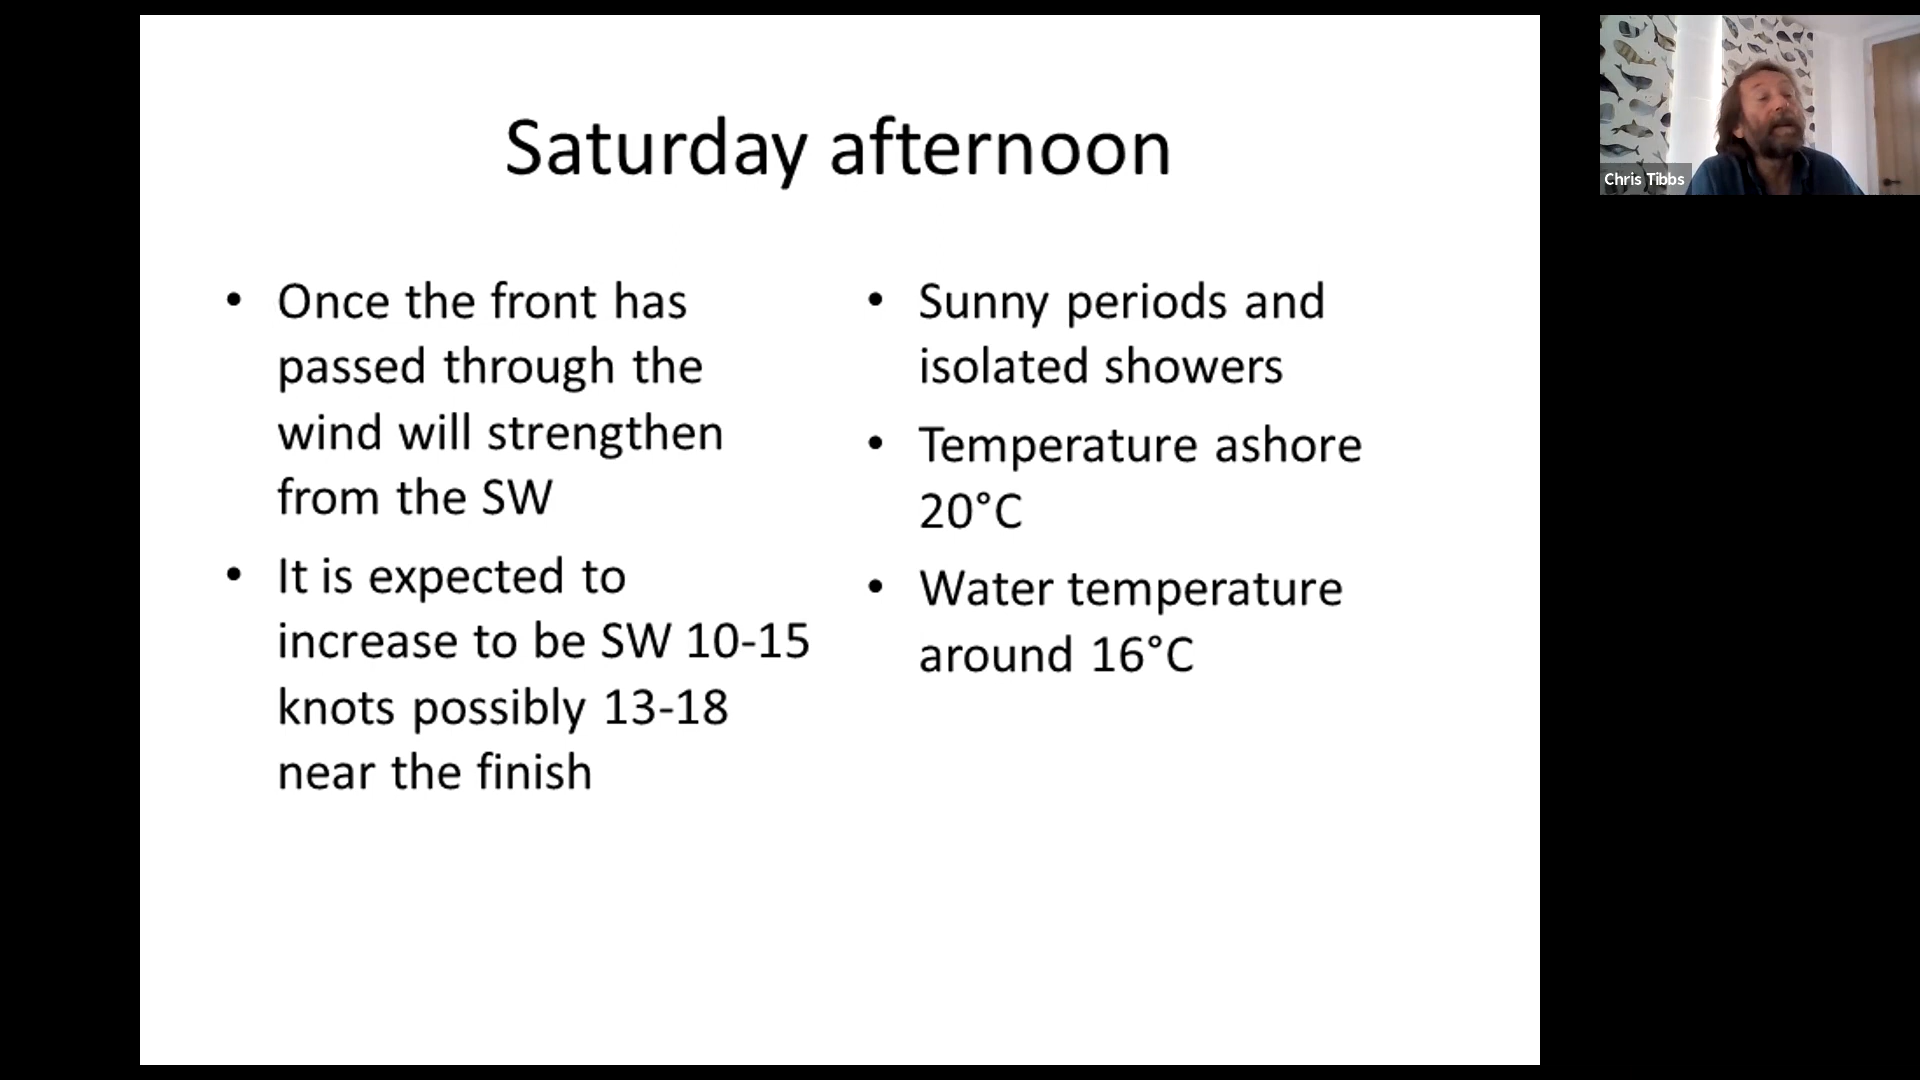 Saturday afternoon
• Once the front has
passed through the
wind will strengthen
from the SW
• It is expected to
increase to be SW 10-15
knots possibly 13-18
near the finish
• Sunny periods and
isolated showers
• Temperature ashore
20°C
• Water temperature
around 16°C
Chris Tibbs